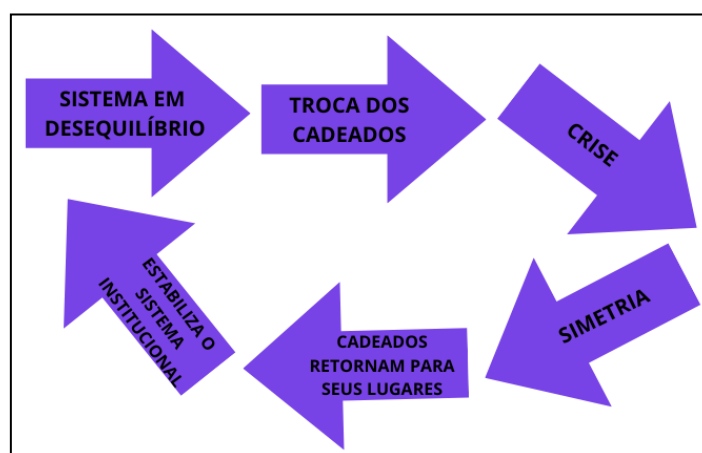 SISTEMA EM
DESEQUILÍBRIO
TROCA DOS
CADEADOS
CRISE
SIMETRIA
CADEADOS
RETORNAM PARA
SEUS LUGARES
ESTABILIZA O
SISTEMA
INSTITUCIONAL